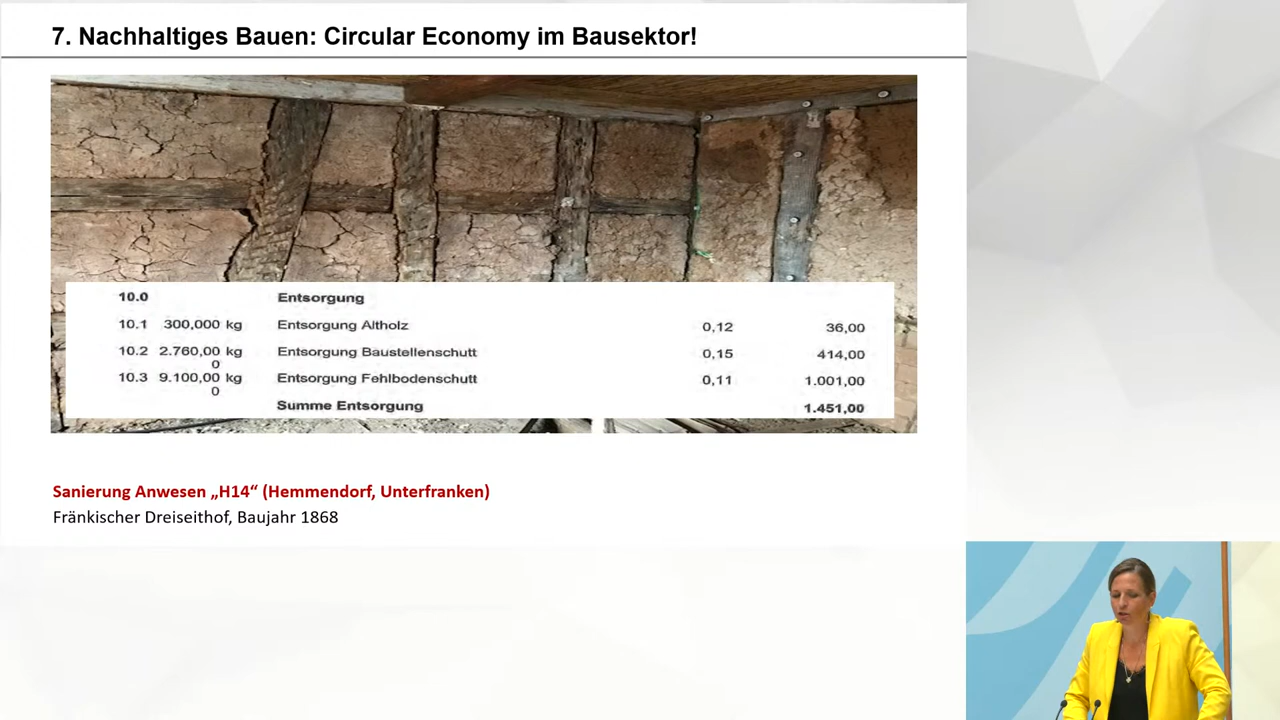 7. Nachhaltiges Bauen: Circular Economy im Bausektor!
10.0 Entsorgung
10.1 300,000 kg Entsorgung Altholz 0,12 36,00
10.2 2.760,00 kg Entsorgung Baustellenschutt 0,15 414,00
0
10.3 9.100,00 kg Entsorgung Fehlbodenschutt 0,11 1.001,00
0
Summe Entsorgung 1.451,00
Sanierung Anwesen „H14“ (Hemmendorf, Unterfranken)
Fränkischer Dreiseithof, Baujahr 1868